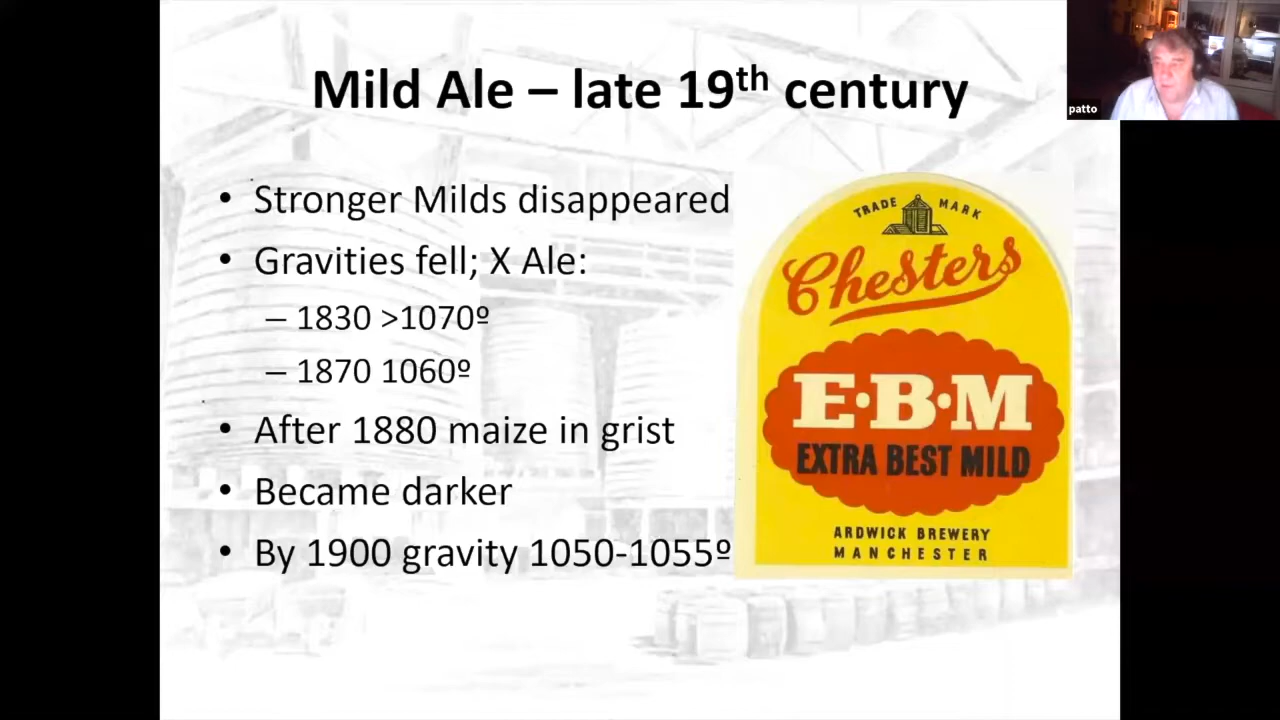 Mild Ale – late 19th century
• Stronger Milds disappeared
• Gravities fell; X Ale:
– 1830 >1070º
– 1870 1060º
• After 1880 maize in grist
• Became darker
• By 1900 gravity 1050-1055º
TRADE MARK
Chesters
E·B·M
EXTRA BEST MILD
ARDWICK BREWERY
MANCHESTER
patto